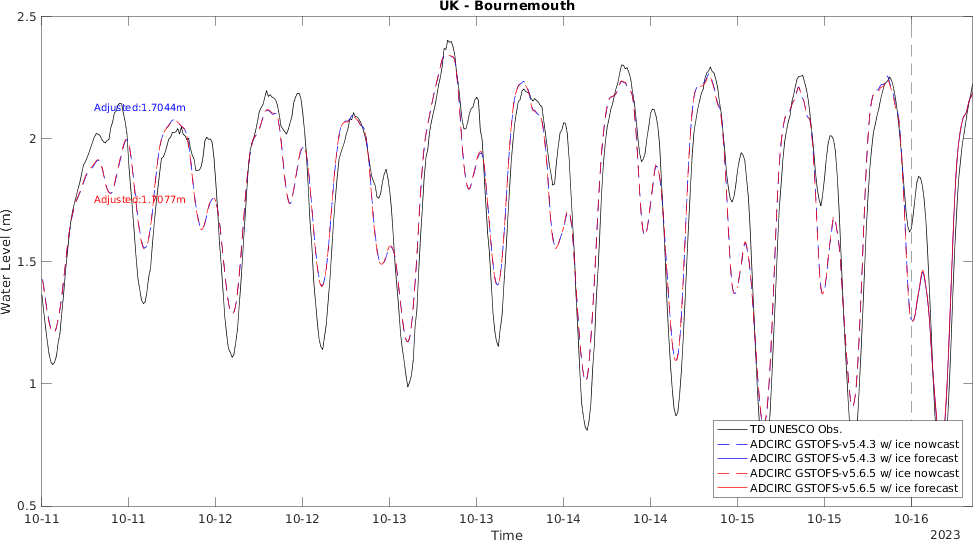 UK - Bournemouth
2.5
2
1.5
1
0.5
Water Level (m)
Adjusted:1.7044m
Adjusted:1.7077m
TD UNESCO Obs.
ADCIRC GSTOFS-v5.4.3 w/ ice nowcast
ADCIRC GSTOFS-v5.4.3 w/ ice forecast
ADCIRC GSTOFS-v5.6.5 w/ ice nowcast
ADCIRC GSTOFS-v5.6.5 w/ ice forecast
10-11 10-11 10-12 10-12 10-13 10-13 10-14 10-14 10-15 10-15 10-16
Time
2023